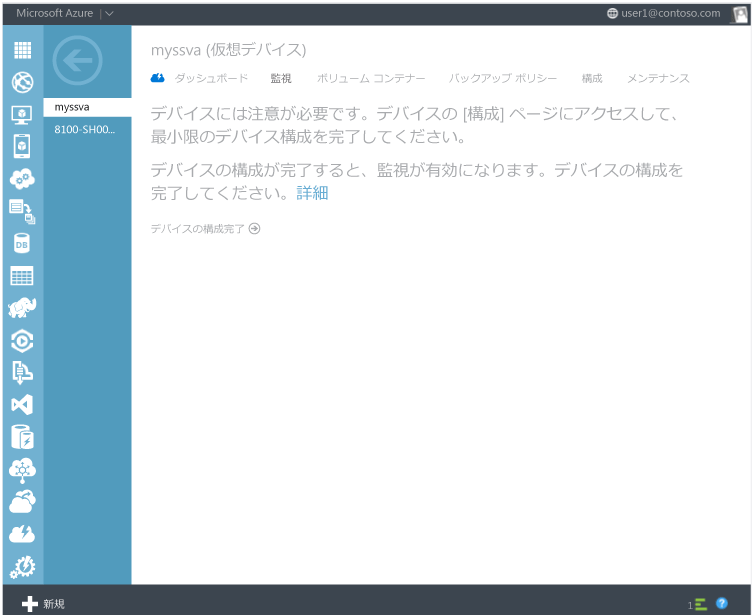 Microsoft Azure
user1@contoso.com
myssva
8100-SH00...
myssva (仮想デバイス)
ダッシュボード 監視 ボリューム コンテナー バックアップ ポリシー 構成 メンテナンス
デバイスには注意が必要です。デバイスの [構成] ページにアクセスして、
最小限のデバイス構成を完了してください。
デバイスの構成が完了すると、監視が有効になります。デバイスの構成を
完了してください。詳細
デバイスの構成完了
DB
新規
1
?